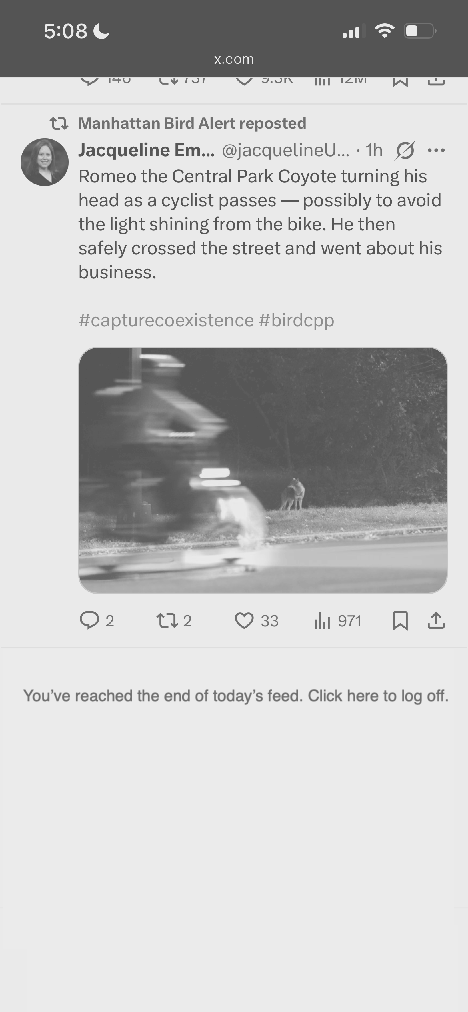 5:08
x.com
146 737 9.3K 12M
Manhattan Bird Alert reposted
Jacqueline Em... @jacquelineU... · 1h
Romeo the Central Park Coyote turning his
head as a cyclist passes — possibly to avoid
the light shining from the bike. He then
safely crossed the street and went about his
business.
#capturecoexistence #birdcpp
2 2 33 971
You’ve reached the end of today’s feed. Click here to log off.